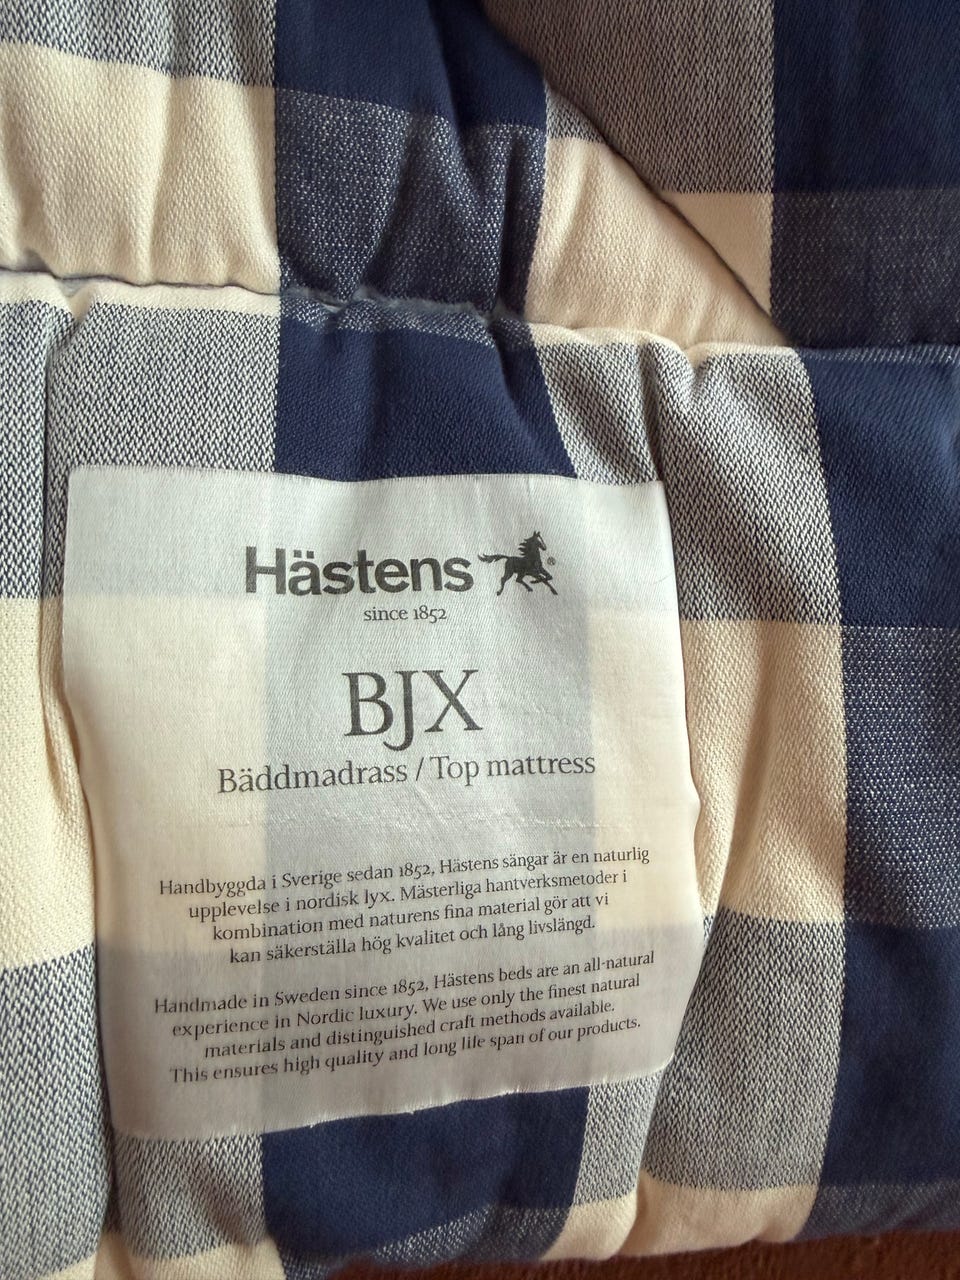 Hästens®
since 1852
BJX
Bäddmadrass / Top mattress
Handbyggda i Sverige sedan 1852, Hästens sängar är en naturlig
upplevelse i nordisk lyx. Mästerliga hantverksmetoder i
kombination med naturens fina material gör att vi
kan säkerställa hög kvalitet och lång livslängd.
Handmade in Sweden since 1852, Hästens beds are an all-natural
experience in Nordic luxury. We use only the finest natural
materials and distinguished craft methods available.
This ensures high quality and long life span of our products.